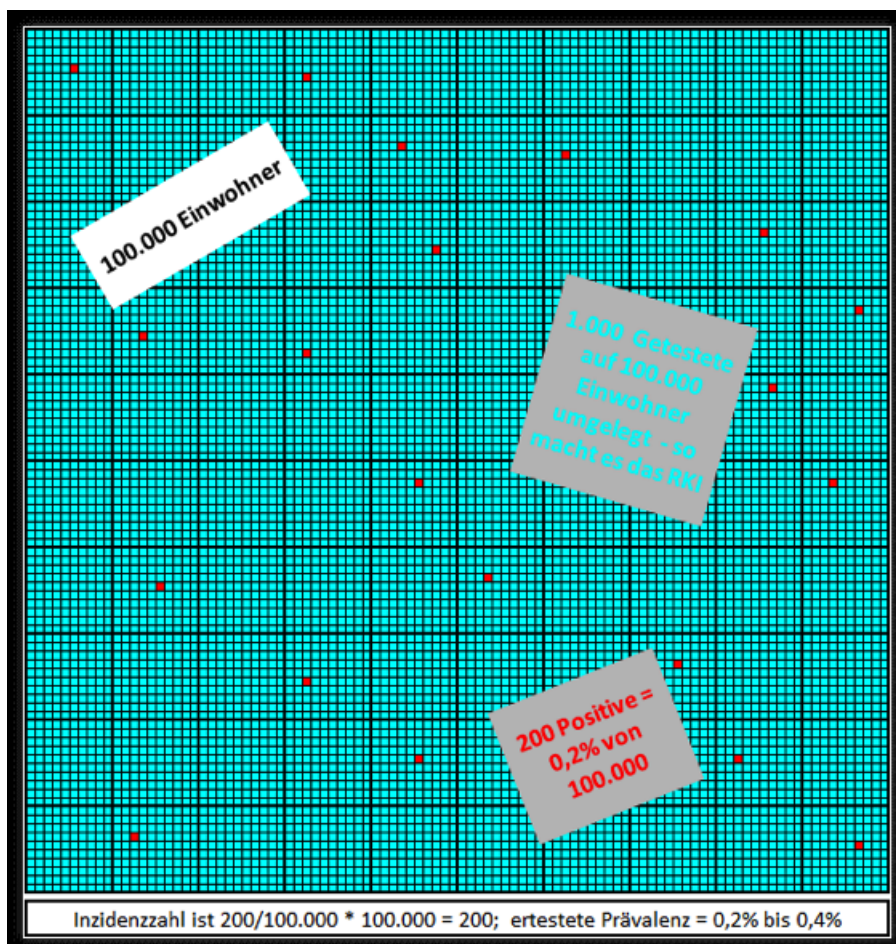 100.000 Einwohner
1.000 Getestete
auf 100.000
Einwohner
umgelegt - so
macht es das RKI
200 Positive =
0,2% von
100.000
Inzidenzzahl ist 200/100.000 * 100.000 = 200; ertestete Prävalenz = 0,2% bis 0,4%